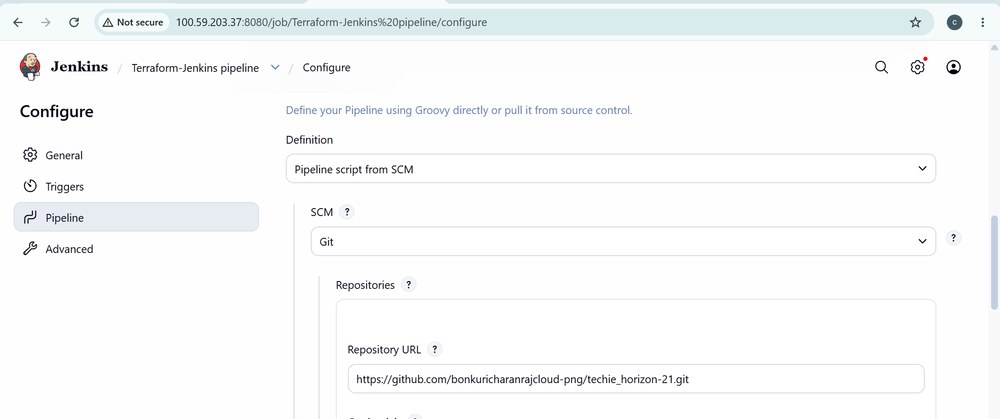 Not secure 100.59.203.37:8080/job/Terraform-Jenkins%20pipeline/configure c
Jenkins / Terraform-Jenkins pipeline / Configure
Configure
General
Triggers
Pipeline
Advanced
Define your Pipeline using Groovy directly or pull it from source control.
Definition
Pipeline script from SCM
SCM ?
Git
?
Repositories ?
Repository URL ?
https://github.com/bonkuricharanrajcloud-png/techie_horizon-21.git